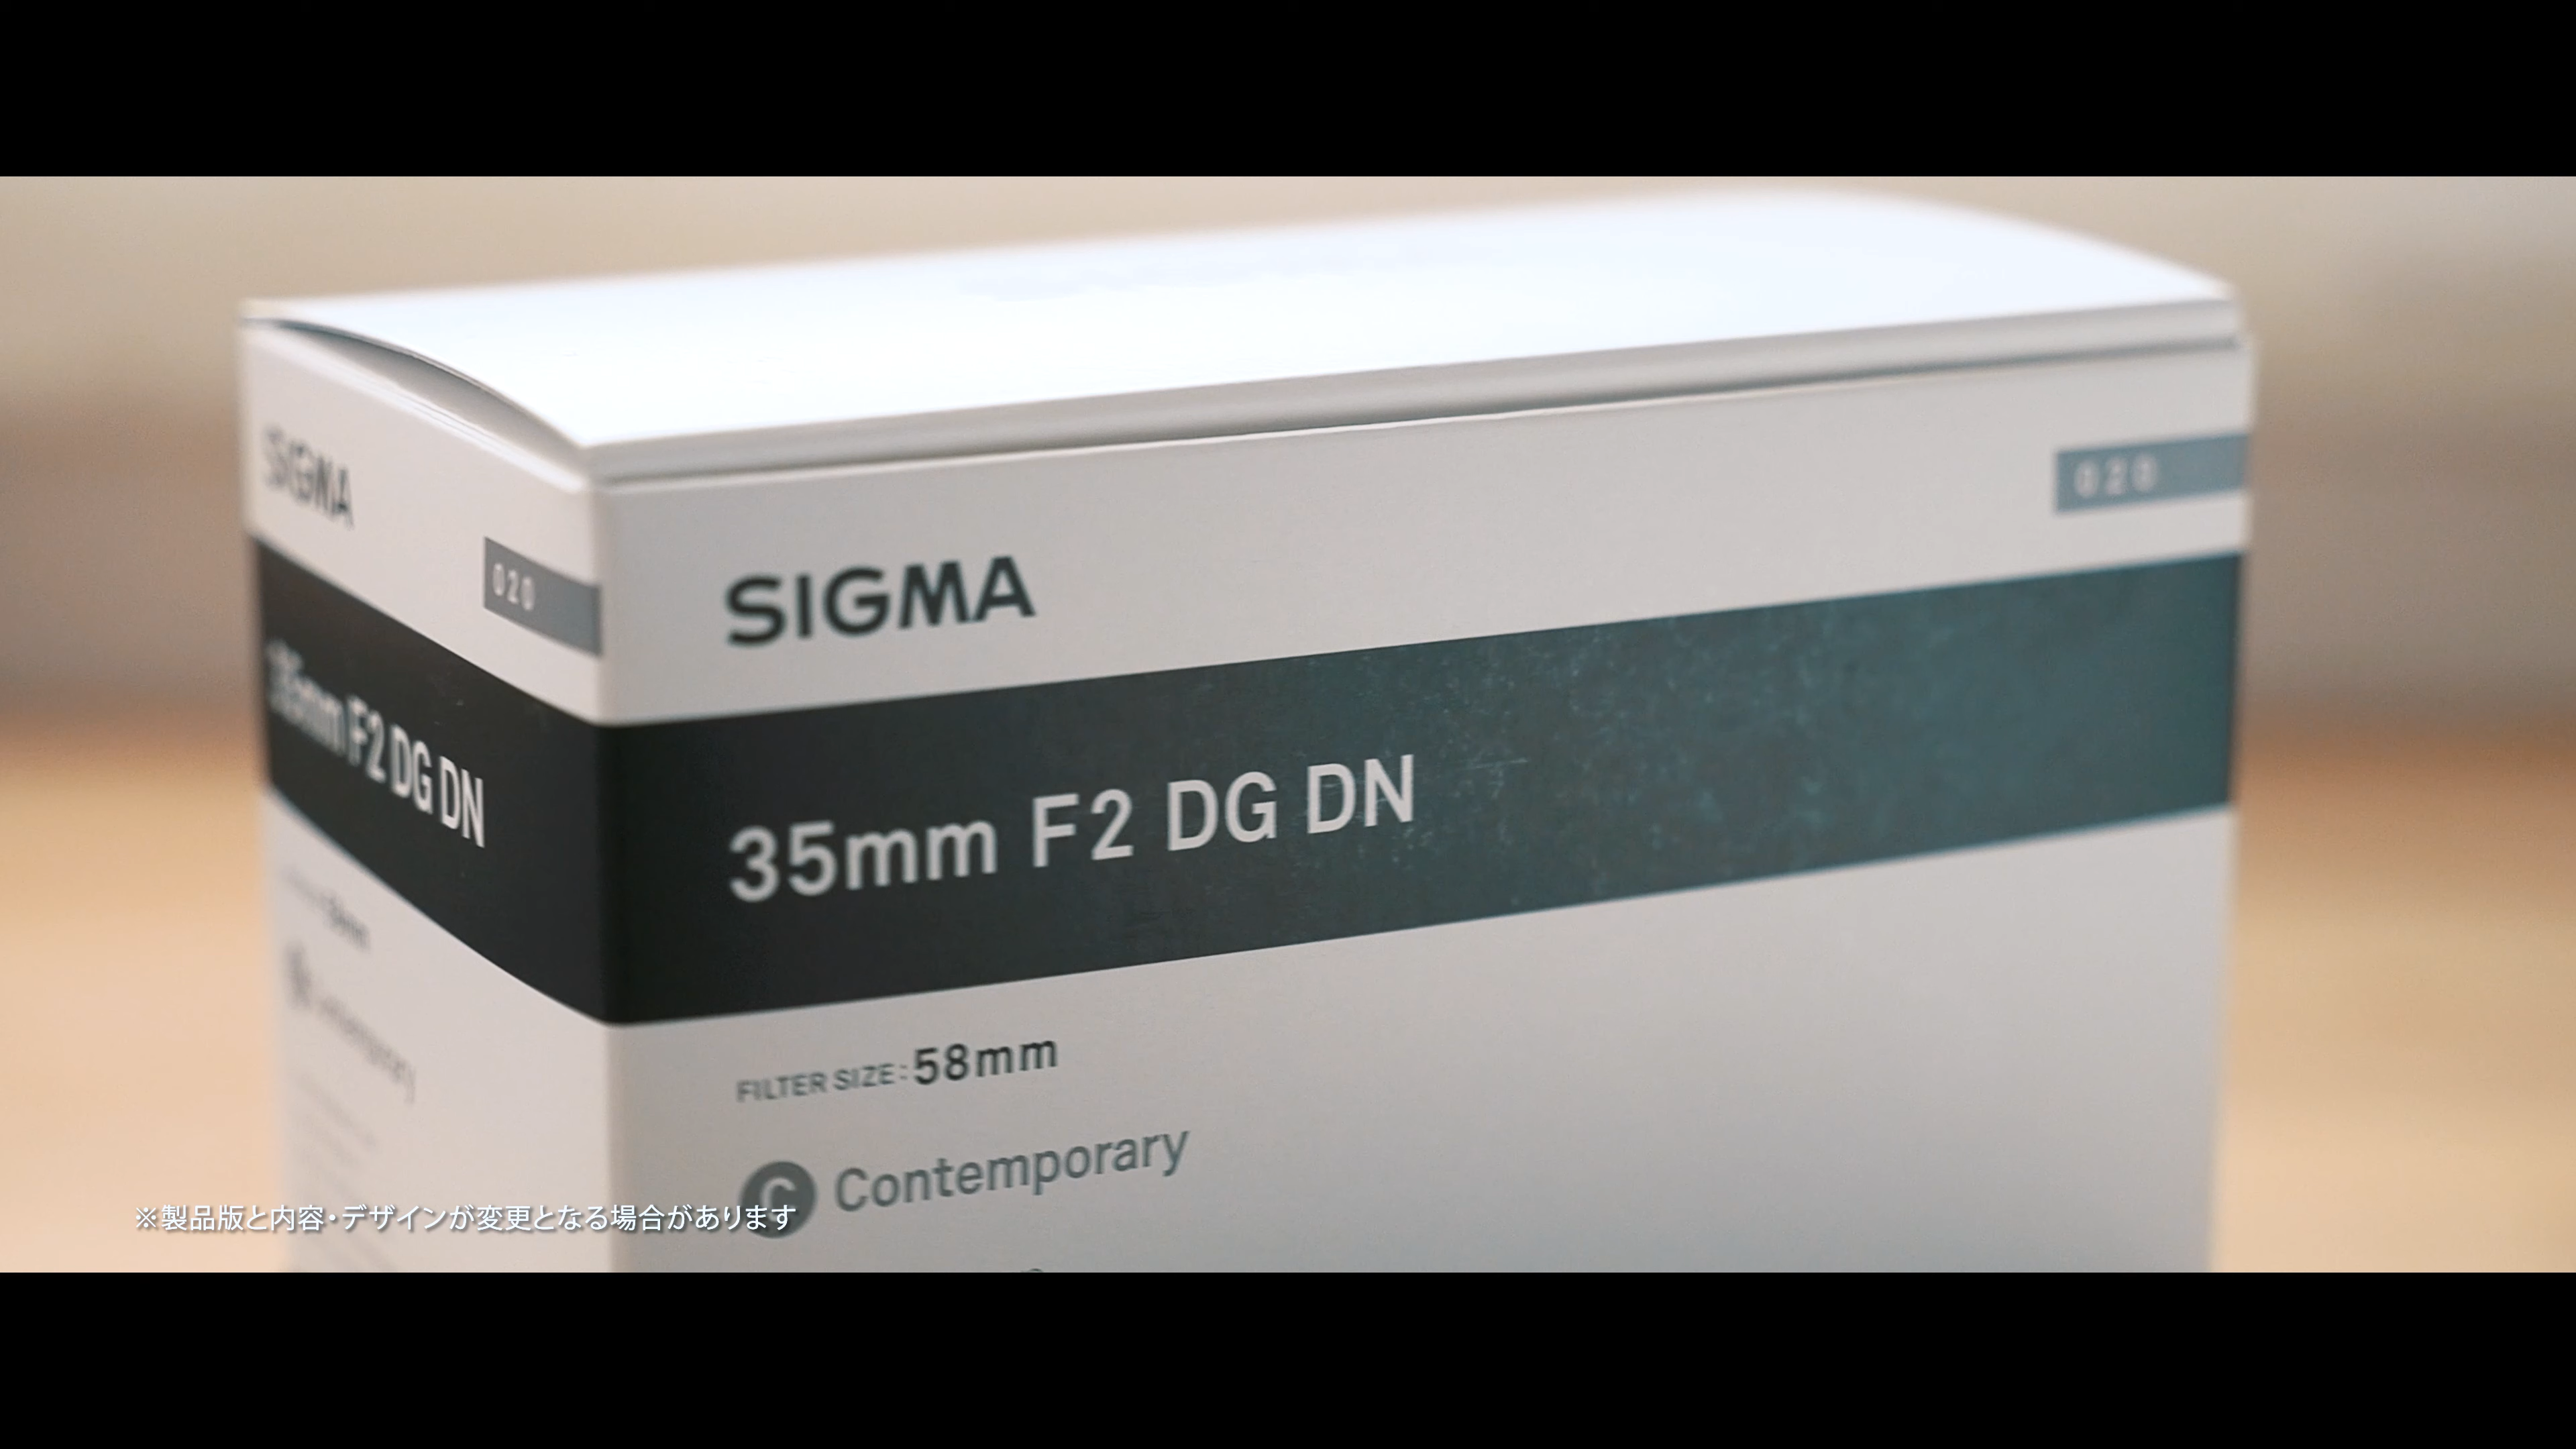 SIGMA
020
35mm F2 DG DN
Contemporary
SIGMA
020
35mm F2 DG DN
FILTER SIZE : 58mm
C Contemporary
※製品版と内容・デザインが変更となる場合があります